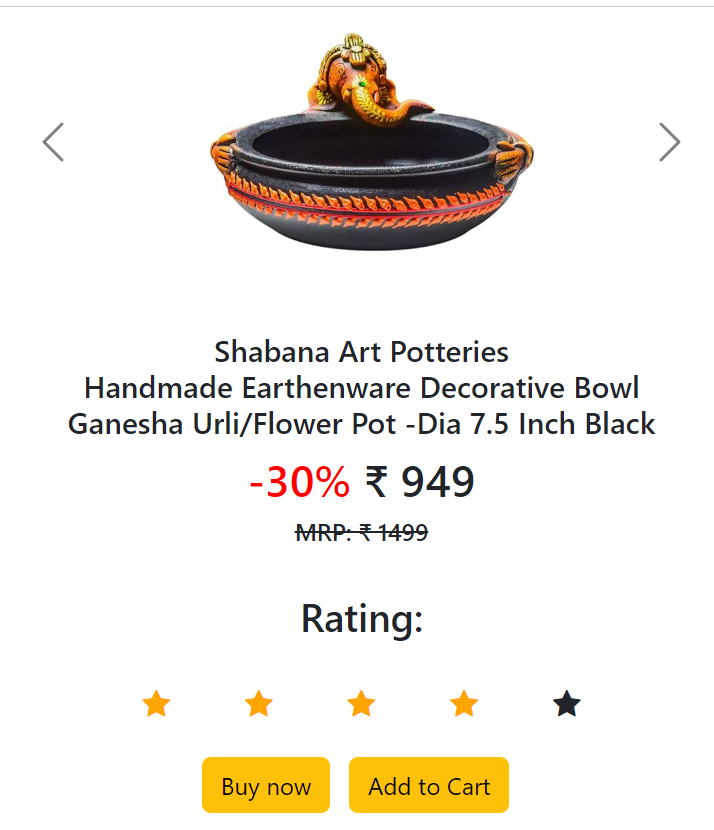 Shabana Art Potteries
Handmade Earthenware Decorative Bowl
Ganesha Urli/Flower Pot -Dia 7.5 Inch Black
-30% ₹ 949
MRP: ₹ 1499
Rating:
Buy now Add to Cart